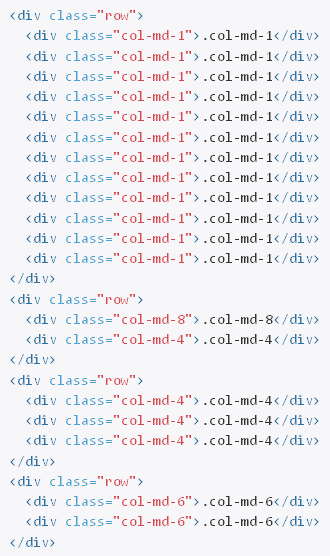 <div class="row">
  <div class="col-md-1">.col-md-1</div>
  <div class="col-md-1">.col-md-1</div>
  <div class="col-md-1">.col-md-1</div>
  <div class="col-md-1">.col-md-1</div>
  <div class="col-md-1">.col-md-1</div>
  <div class="col-md-1">.col-md-1</div>
  <div class="col-md-1">.col-md-1</div>
  <div class="col-md-1">.col-md-1</div>
  <div class="col-md-1">.col-md-1</div>
  <div class="col-md-1">.col-md-1</div>
  <div class="col-md-1">.col-md-1</div>
  <div class="col-md-1">.col-md-1</div>
</div>
<div class="row">
  <div class="col-md-8">.col-md-8</div>
  <div class="col-md-4">.col-md-4</div>
</div>
<div class="row">
  <div class="col-md-4">.col-md-4</div>
  <div class="col-md-4">.col-md-4</div>
  <div class="col-md-4">.col-md-4</div>
</div>
<div class="row">
  <div class="col-md-6">.col-md-6</div>
  <div class="col-md-6">.col-md-6</div>
</div>